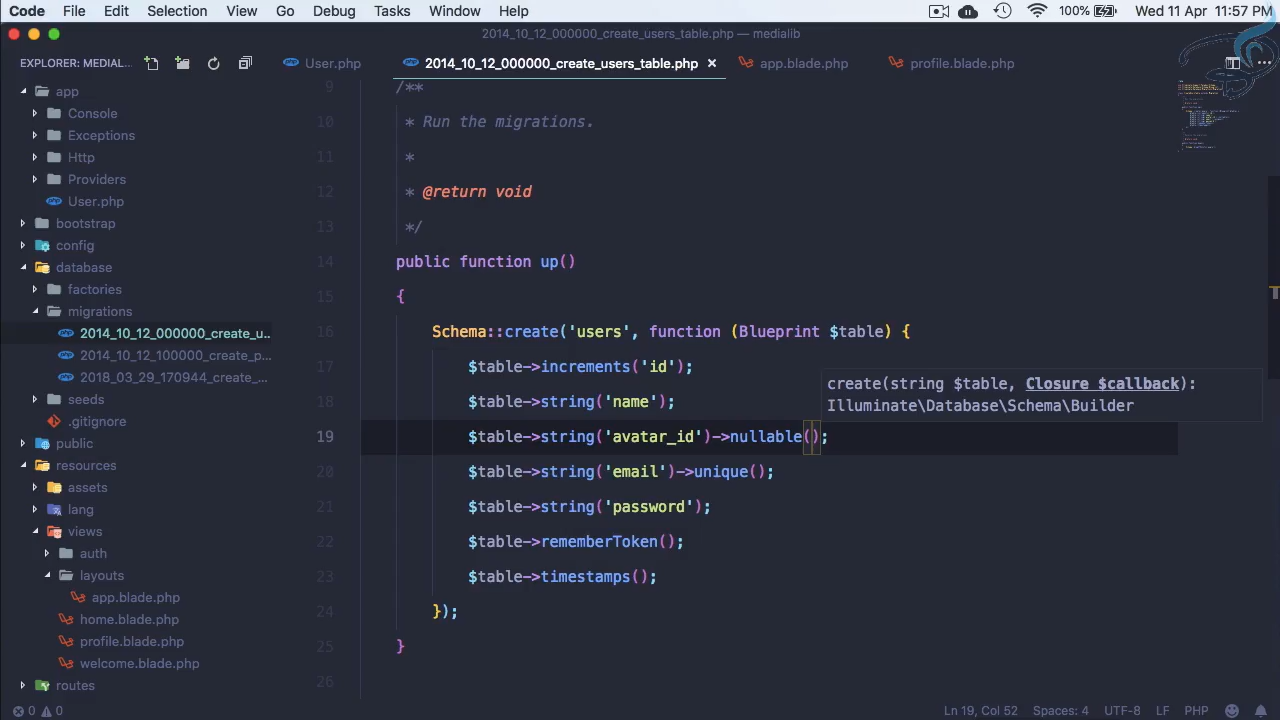 Code File Edit Selection View Go Debug Tasks Window Help 100% Wed 11 Apr 11:57 PM
2014_10_12_000000_create_users_table.php — medialib
EXPLORER: MEDIAL... User.php 2014_10_12_000000_create_users_table.php app.blade.php profile.blade.php
app
Console
Exceptions
Http
Providers
User.php
bootstrap
config
database
factories
migrations
2014_10_12_000000_create_u...
2014_10_12_100000_create_p...
2018_03_29_170944_create_...
seeds
.gitignore
public
resources
assets
lang
views
auth
layouts
app.blade.php
home.blade.php
profile.blade.php
welcome.blade.php
routes
9 /**
10 * Run the migrations.
11 *
12 * @return void
13 */
14 public function up()
15 {
16 Schema::create('users', function (Blueprint $table) {
17 $table->increments('id');
18 $table->string('name');
19 $table->string('avatar_id')->nullable();
20 $table->string('email')->unique();
21 $table->string('password');
22 $table->rememberToken();
23 $table->timestamps();
24 });
25 }
26
create(string $table, Closure $callback):
Illuminate\Database\Schema\Builder
0 0 Ln 19, Col 52 Spaces: 4 UTF-8 LF PHP